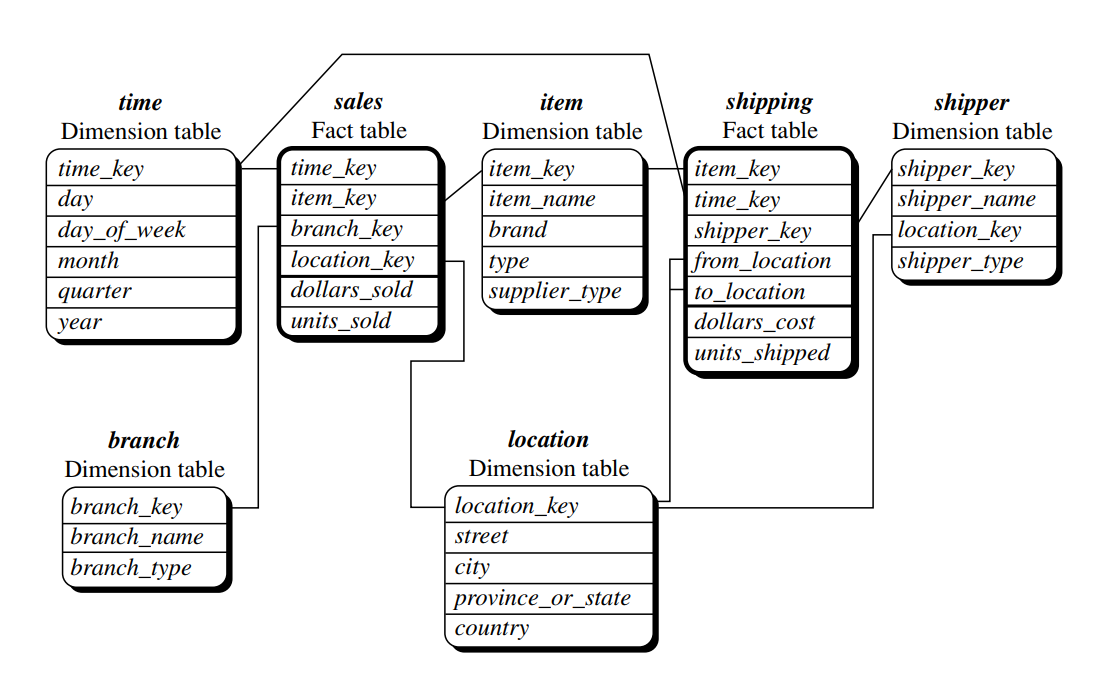 time
Dimension table
time_key
day
day_of_week
month
quarter
year
sales
Fact table
time_key
item_key
branch_key
location_key
dollars_sold
units_sold
item
Dimension table
item_key
item_name
brand
type
supplier_type
shipping
Fact table
item_key
time_key
shipper_key
from_location
to_location
dollars_cost
units_shipped
shipper
Dimension table
shipper_key
shipper_name
location_key
shipper_type
branch
Dimension table
branch_key
branch_name
branch_type
location
Dimension table
location_key
street
city
province_or_state
country